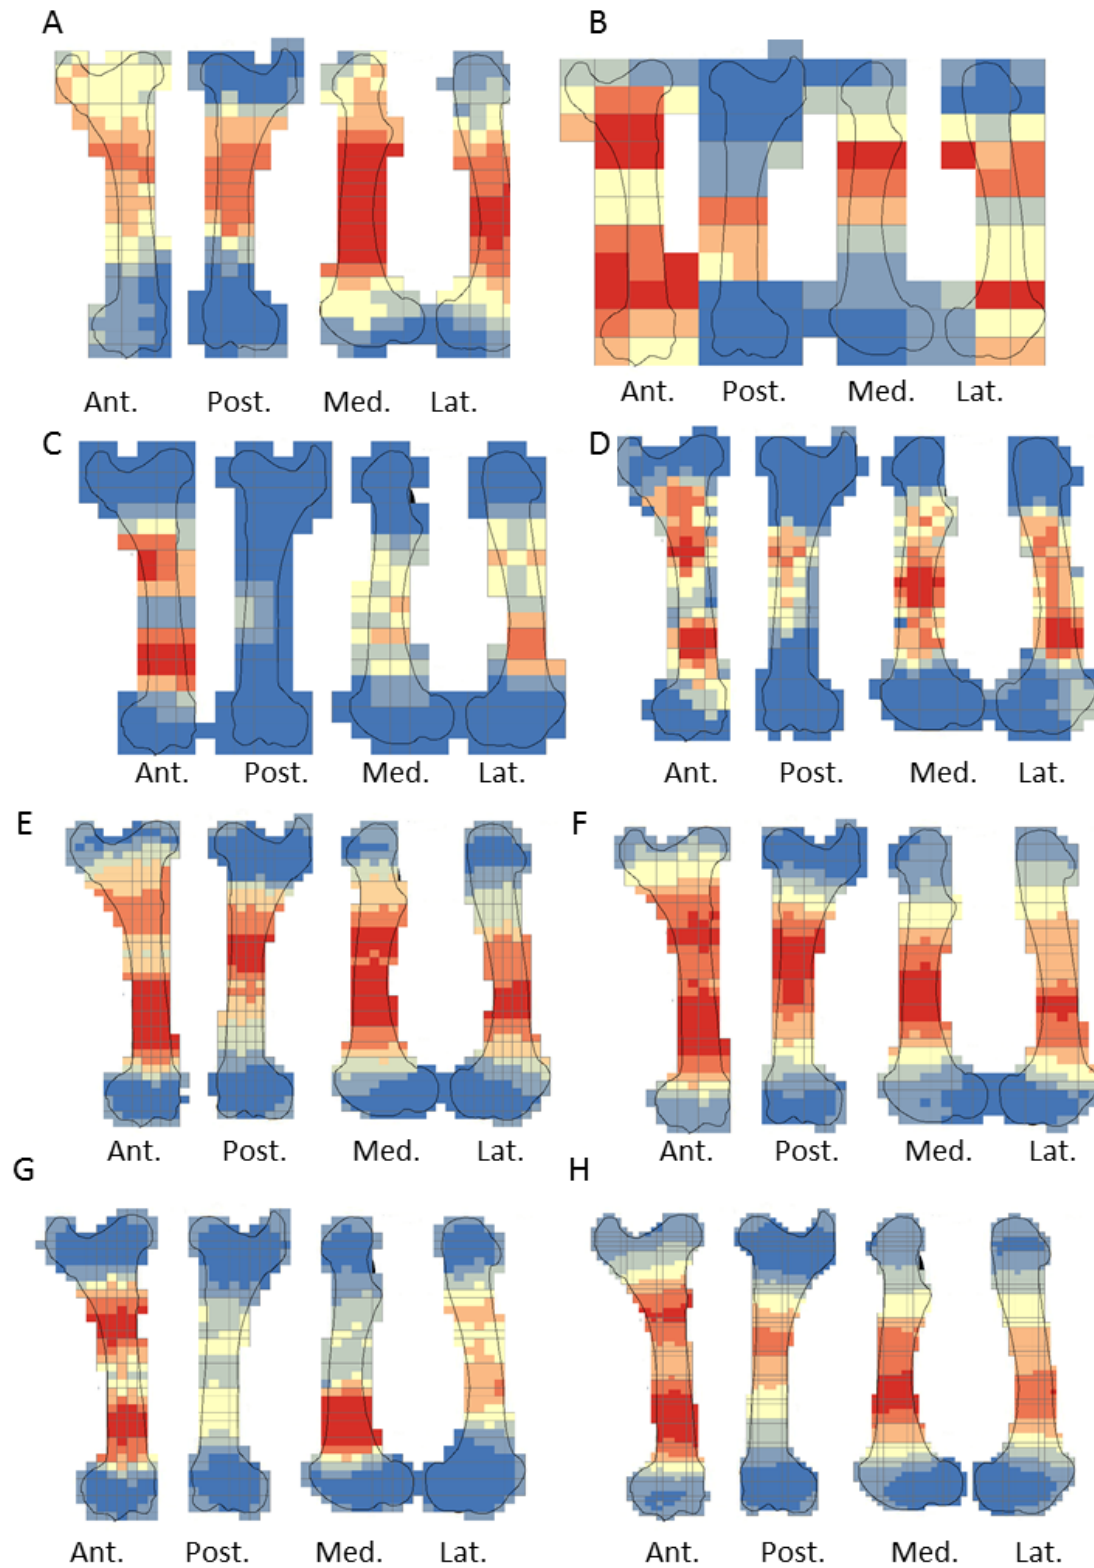 A B
Ant. Post. Med. Lat. Ant. Post. Med. Lat.
C D
Ant. Post. Med. Lat. Ant. Post. Med. Lat.
E F
Ant. Post. Med. Lat. Ant. Post. Med. Lat.
G H
Ant. Post. Med. Lat. Ant. Post. Med. Lat.